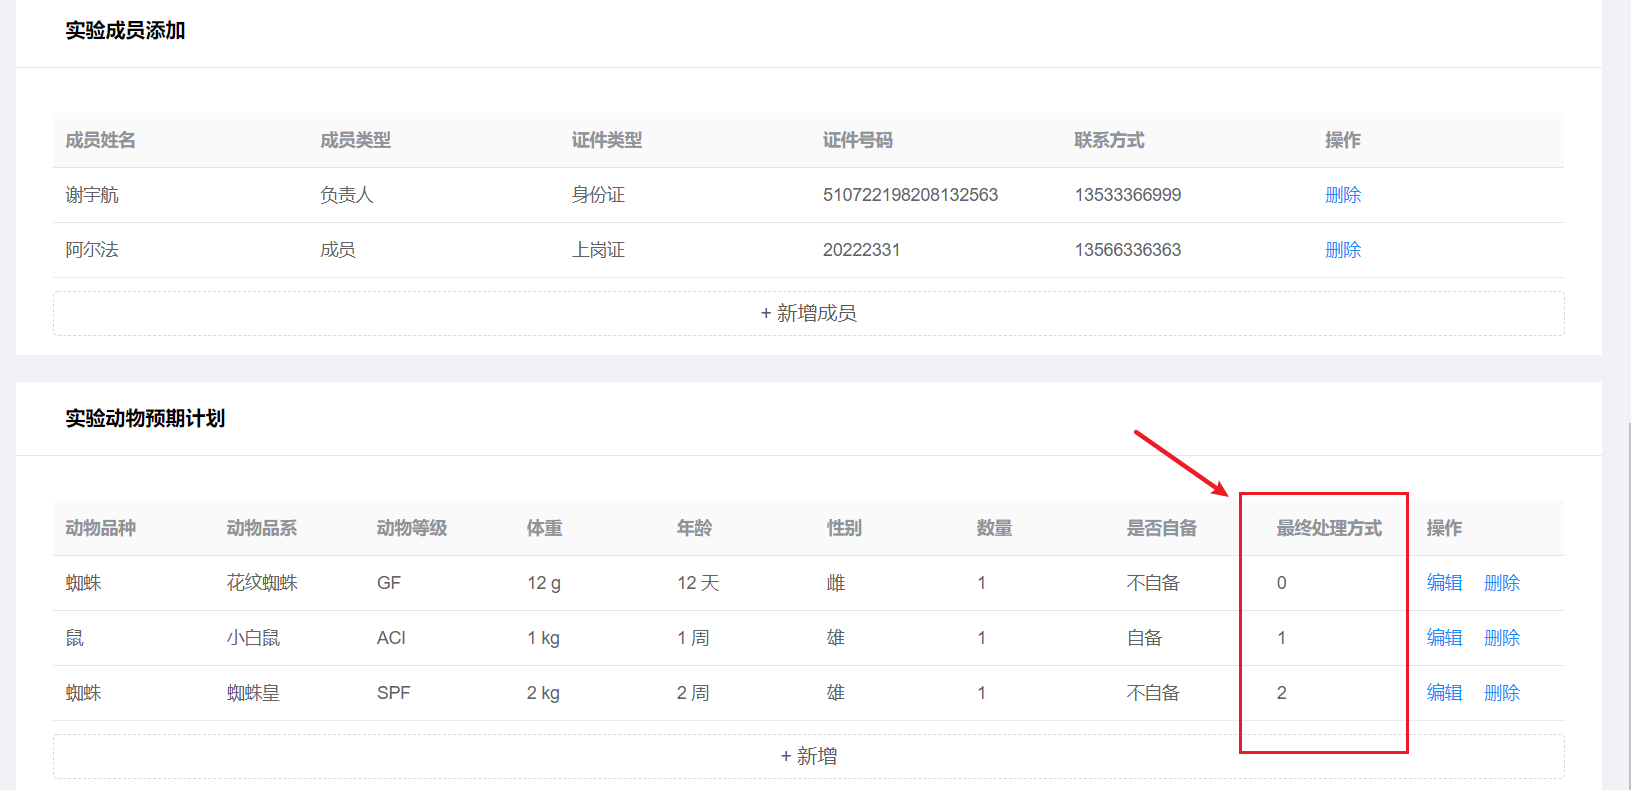 实验成员添加
成员姓名 成员类型 证件类型 证件号码 联系方式 操作
谢宇航 负责人 身份证 510722198208132563 13533366999 删除
阿尔法 成员 上岗证 20222331 13566336363 删除
+ 新增成员
实验动物预期计划
动物品种 动物品系 动物等级 体重 年龄 性别 数量 是否自备 最终处理方式 操作
蜘蛛 花纹蜘蛛 GF 12 g 12 天 雌 1 不自备 0 编辑 删除
鼠 小白鼠 ACI 1 kg 1 周 雄 1 自备 1 编辑 删除
蜘蛛 蜘蛛皇 SPF 2 kg 2 周 雄 1 不自备 2 编辑 删除
+ 新增